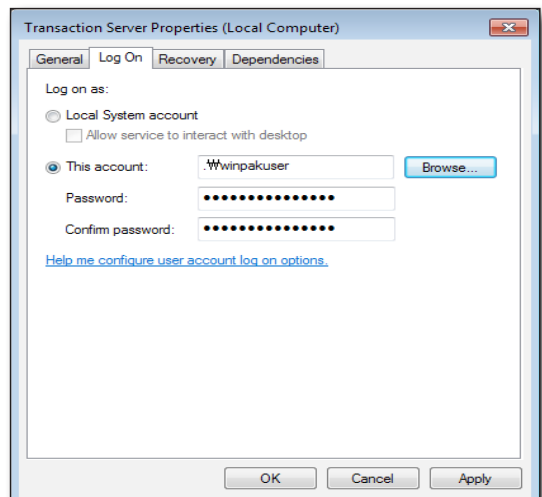 Transaction Server Properties (Local Computer)
General Log On Recovery Dependencies
Log on as:
Local System account
Allow service to interact with desktop
This account: .₩winpakuser Browse...
Password: ●●●●●●●●●●●●●●●
Confirm password: ●●●●●●●●●●●●●●●
Help me configure user account log on options.
OK Cancel Apply